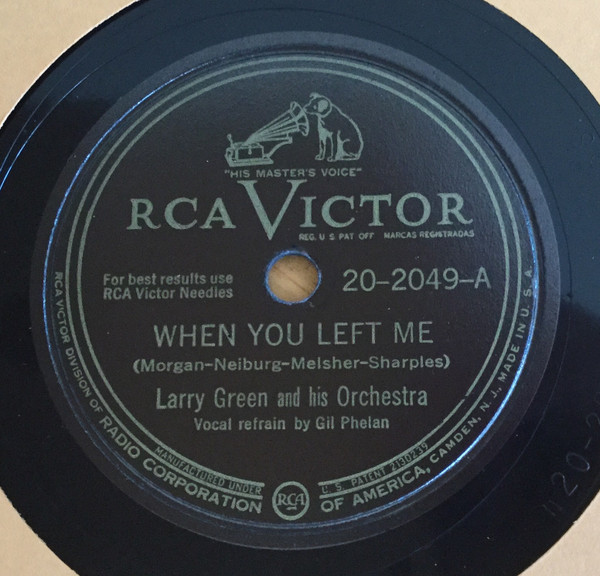 "HIS MASTER'S VOICE"
RCA VICTOR
REG. U S PAT OFF MARCAS REGISTRADAS
For best results use
RCA Victor Needles
20-2049-A
WHEN YOU LEFT ME
(Morgan-Neiburg-Melsher-Sharples)
Larry Green and his Orchestra
Vocal refrain by Gil Phelan
RCA VICTOR DIVISION OF RADIO CORPORATION OF AMERICA, CAMDEN, N. J., MADE IN U. S. A.
MANUFACTURED UNDER U. S. PATENT 2130239
RCA